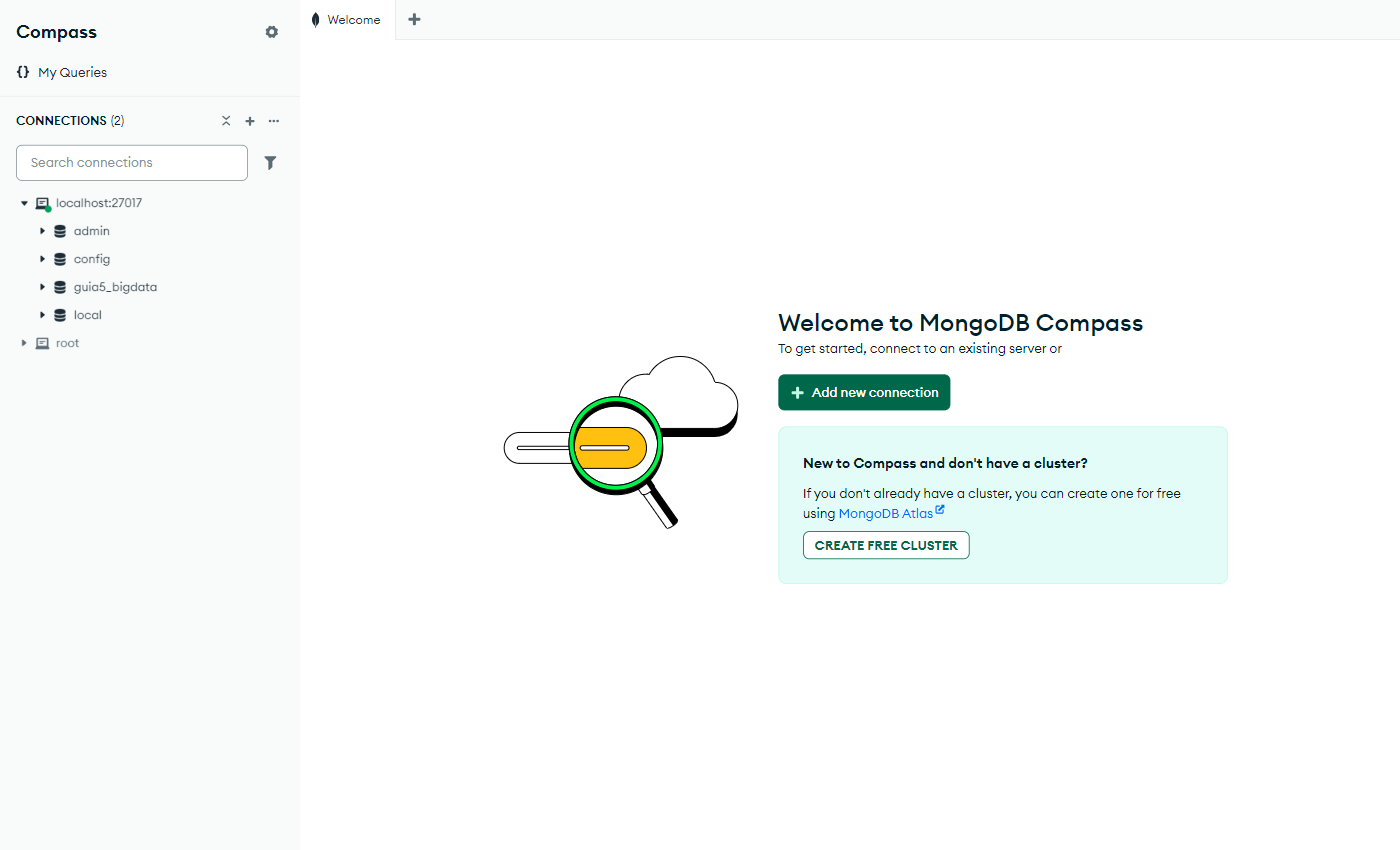 Compass
My Queries
CONNECTIONS (2)
Search connections
localhost:27017
admin
config
guia5_bigdata
local
root
Welcome
Welcome to MongoDB Compass
To get started, connect to an existing server or
Add new connection
New to Compass and don't have a cluster?
If you don't already have a cluster, you can create one for free
using MongoDB Atlas
CREATE FREE CLUSTER